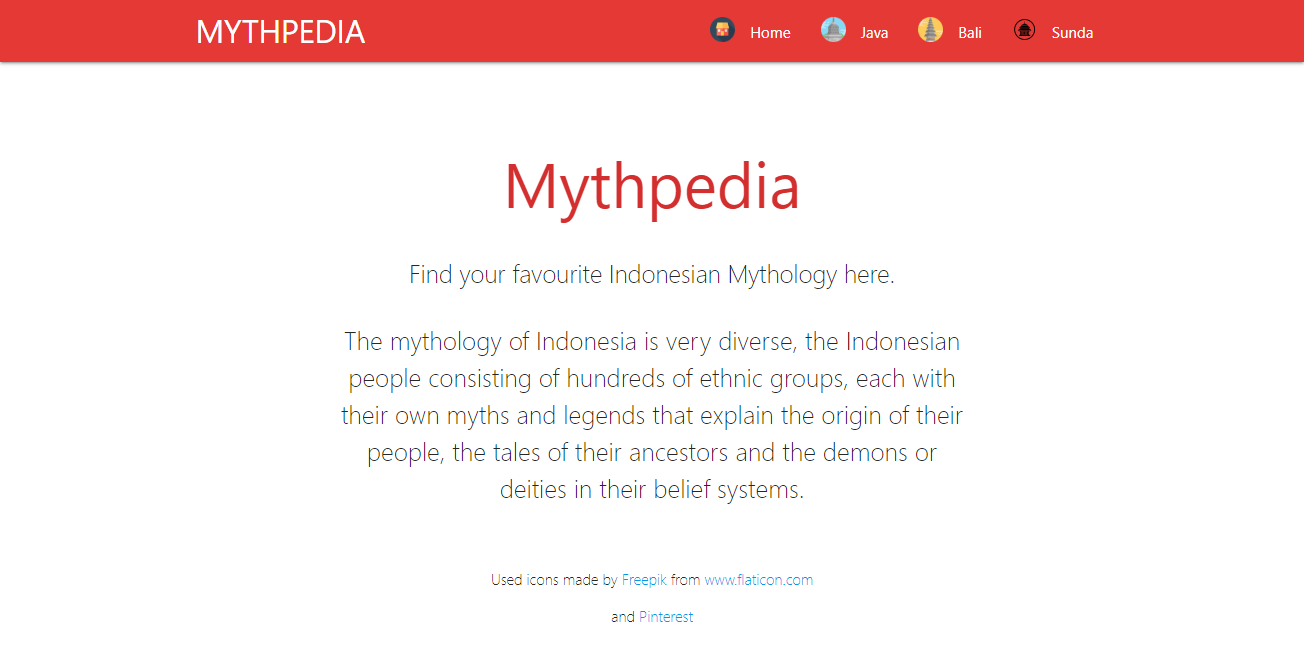 MYTHPEDIA
Home
Java
Bali
Sunda
Mythpedia
Find your favourite Indonesian Mythology here.
The mythology of Indonesia is very diverse, the Indonesian
people consisting of hundreds of ethnic groups, each with
their own myths and legends that explain the origin of their
people, the tales of their ancestors and the demons or
deities in their belief systems.
Used icons made by Freepik from www.flaticon.com
and Pinterest